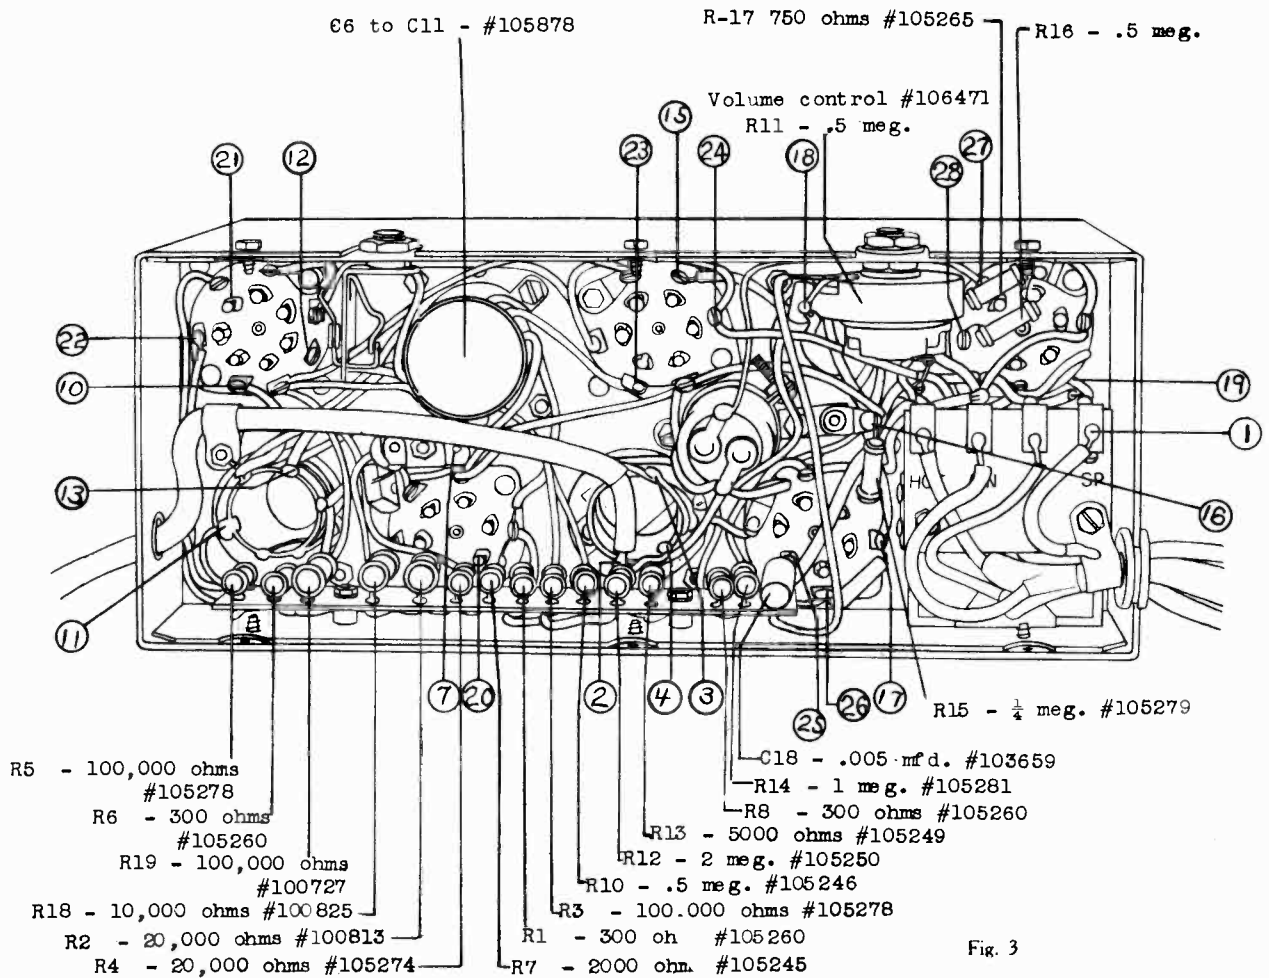 C6 to C11 - #105878
R-17 750 ohms #105265
R16 - .5 meg.
Volume control #106471
R11 - .5 meg.
15
21
12
23
24
18
28
27
22
10
19
1
13
HOT
SP
16
11
7
20
2
4
3
25
26
17
R15 - ¼ meg. #105279
R5 - 100,000 ohms
#105278
R6 - 300 ohms
#105260
R19 - 100,000 ohms
#100727
R18 - 10,000 ohms #100825
R2 - 20,000 ohms #100813
R4 - 20,000 ohms #105274
C18 - .005 mfd. #103659
R14 - 1 meg. #105281
R8 - 300 ohms #105260
R13 - 5000 ohms #105249
R12 - 2 meg. #105250
R10 - .5 meg. #105246
R3 - 100.000 ohms #105278
R1 - 300 oh #105260
R7 - 2000 ohm. #105245
Fig. 3